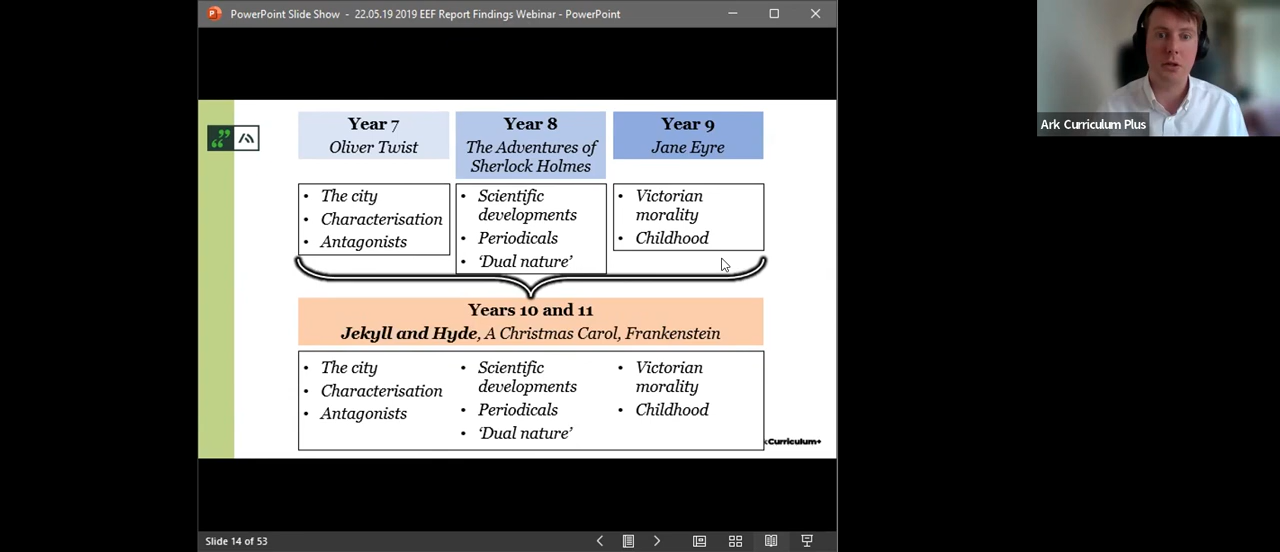 PowerPoint Slide Show - 22.05.19 2019 EEF Report Findings Webinar - PowerPoint
Ark Curriculum Plus
Year 7
Oliver Twist
Year 8
The Adventures of
Sherlock Holmes
Year 9
Jane Eyre
• The city
• Characterisation
• Antagonists
• Scientific
developments
• Periodicals
• ‘Dual nature’
• Victorian
morality
• Childhood
Years 10 and 11
Jekyll and Hyde, A Christmas Carol, Frankenstein
• The city
• Characterisation
• Antagonists
• Scientific
developments
• Periodicals
• ‘Dual nature’
• Victorian
morality
• Childhood
kCurriculum+
Slide 14 of 53